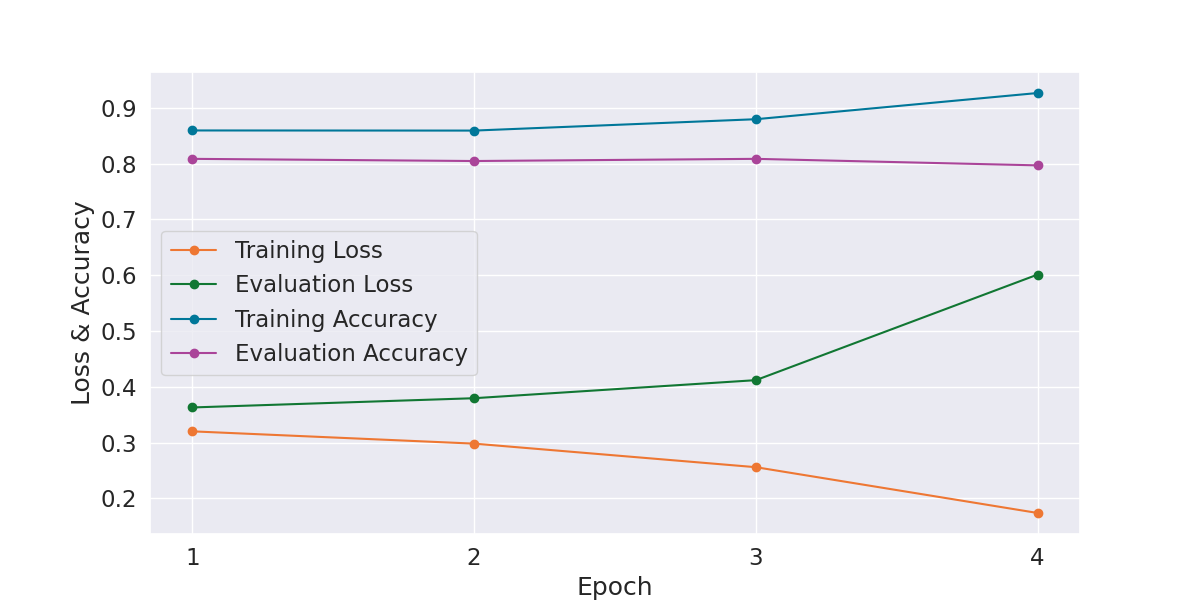 Loss & Accuracy
0.9
0.8
0.7
0.6
0.5
0.4
0.3
0.2
Training Loss
Evaluation Loss
Training Accuracy
Evaluation Accuracy
1 2 3 4
Epoch